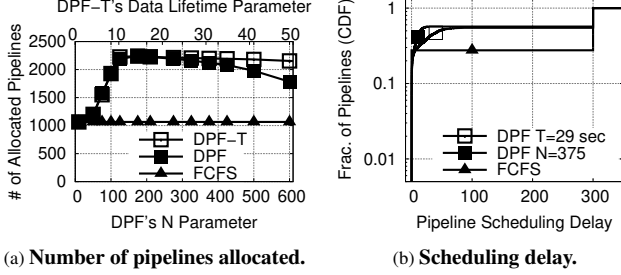 DPF-T's Data Lifetime Parameter
0 10 20 30 40 50
# of Allocated Pipelines
2500
2000
1500
1000
500
0
DPF-T
DPF
FCFS
0 100 200 300 400 500 600
DPF's N Parameter
(a) Number of pipelines allocated.
Frac. of Pipelines (CDF)
1
0.1
0.01
DPF T=29 sec
DPF N=375
FCFS
0 100 200 300
Pipeline Scheduling Delay
(b) Scheduling delay.